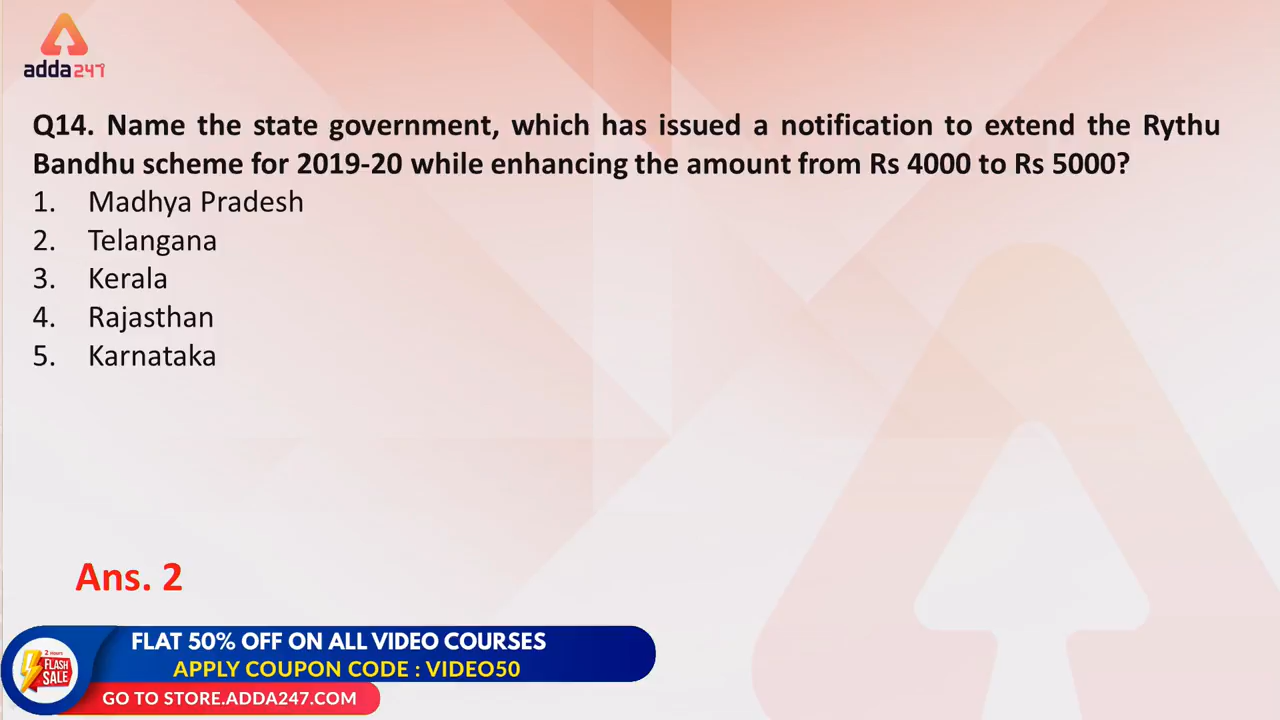 adda247
Q14. Name the state government, which has issued a notification to extend the Rythu
Bandhu scheme for 2019-20 while enhancing the amount from Rs 4000 to Rs 5000?
1. Madhya Pradesh
2. Telangana
3. Kerala
4. Rajasthan
5. Karnataka
Ans. 2
FLAT 50% OFF ON ALL VIDEO COURSES
2 Hours
FLASH
SALE
APPLY COUPON CODE : VIDEO50
GO TO STORE.ADDA247.COM